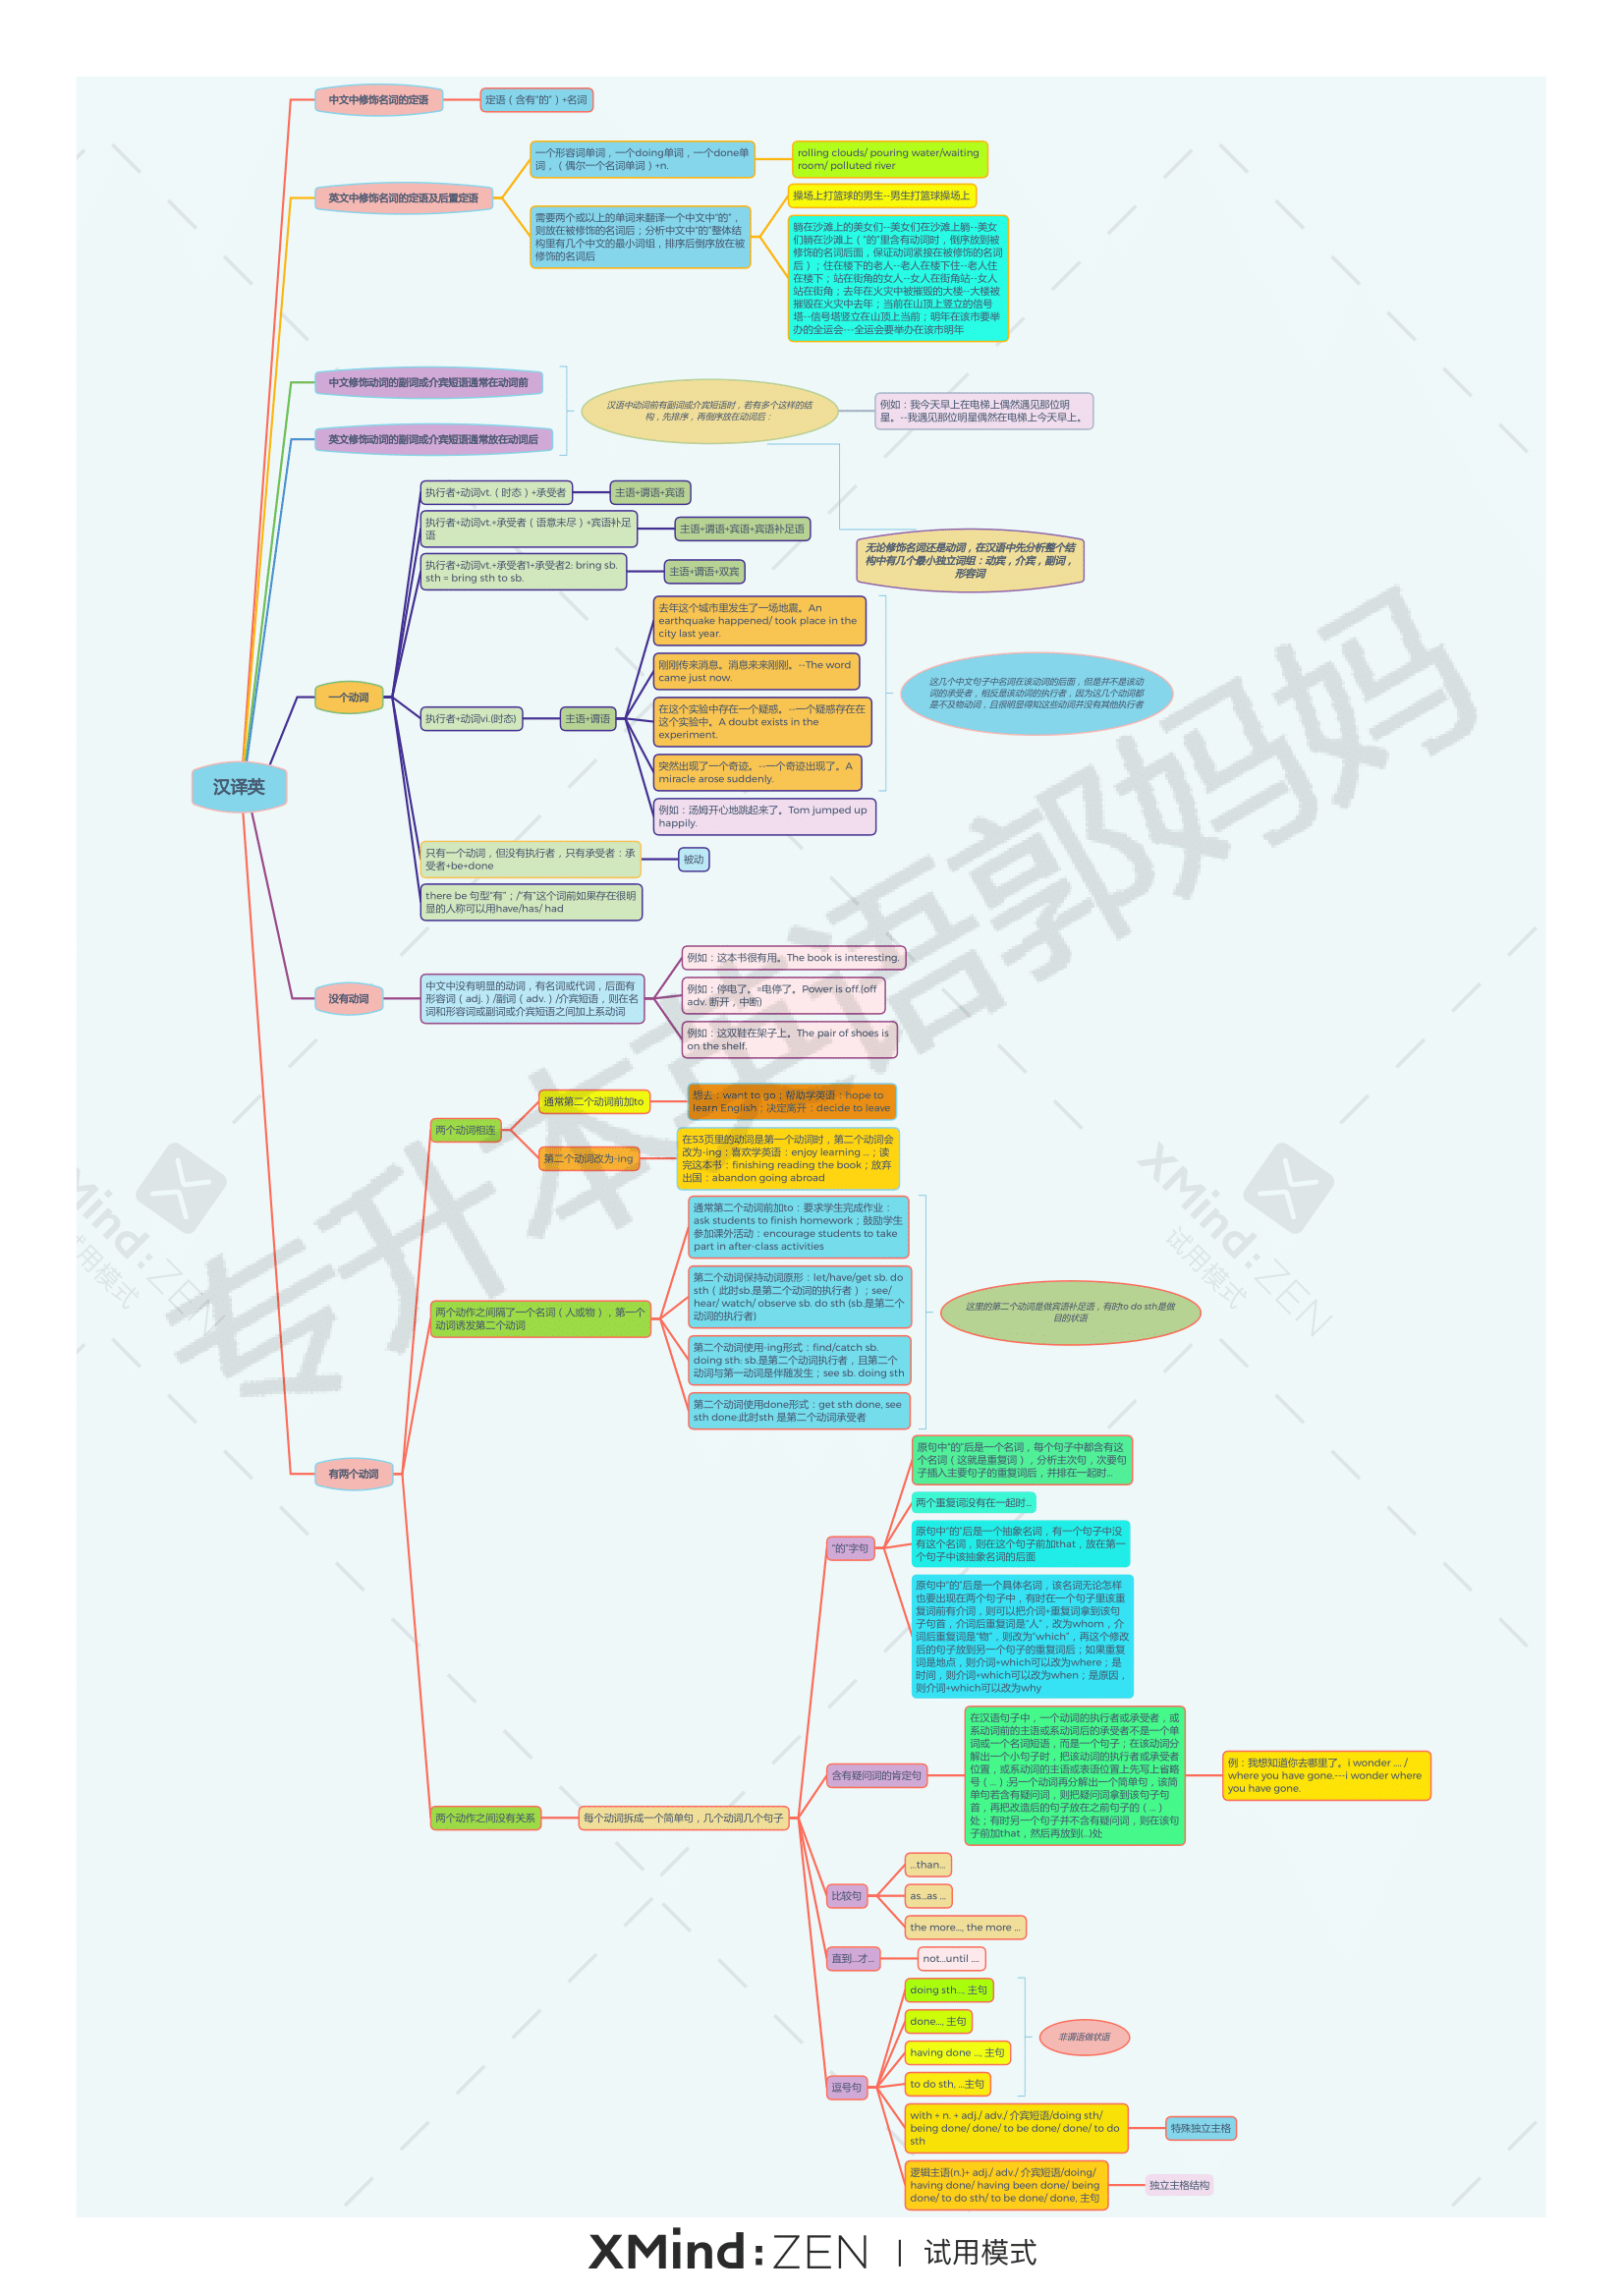 中文中修饰名词的定语
定语（含有“的”）+名词
英文中修饰名词的定语及后置定语
一个形容词单词，一个doing单词，一个done单
词，（偶尔一个名词单词）+n.
rolling clouds/ pouring water/waiting
room/ polluted river
需要两个或以上的单词来翻译一个中文中“的”，
则放在被修饰的名词后；分析中文中“的”整体结
构里有几个中文的最小词组，排序后倒序放在被
修饰的名词后
操场上打篮球的男生--男生打篮球操场上
躺在沙滩上的美女们--美女们在沙滩上躺--美女
们躺在沙滩上（“的”里含有动词时，倒序放到被
修饰的名词后面，保证动词紧接在被修饰的名词
后）；住在楼下的老人--老人在楼下住--老人住
在楼下；站在街角的女人--女人在街角站--女人
站在街角；去年在火灾中被摧毁的大楼--大楼被
摧毁在火灾中去年；当前在山顶上竖立的信号
塔--信号塔竖立在山顶上当前；明年在该市要举
办的全运会---全运会要举办在该市明年
中文修饰动词的副词或介宾短语通常在动词前
英文修饰动词的副词或介宾短语通常放在动词后
汉语中动词前有副词或介宾短语时，若有多个这样的结
构，先排序，再倒序放在动词后：
例如：我今天早上在电梯上偶然遇见那位明
星。--我遇见那位明星偶然在电梯上今天早上。
无论修饰名词还是动词，在汉语中先分析整个结
构中有几个最小独立词组：动宾，介宾，副词，
形容词
汉译英
一个动词
执行者+动词vt.（时态）+承受者
主语+谓语+宾语
执行者+动词vt.+承受者（语意未尽）+宾语补足
语
主语+谓语+宾语+宾语补足语
执行者+动词vt.+承受者1+承受者2: bring sb.
sth = bring sth to sb.
主语+谓语+双宾
执行者+动词vi.(时态)
主语+谓语
去年这个城市里发生了一场地震。An
earthquake happened/ took place in the
city last year.
刚刚传来消息。消息来来刚刚。--The word
came just now.
在这个实验中存在一个疑惑。--一个疑惑存在在
这个实验中。A doubt exists in the
experiment.
突然出现了一个奇迹。--一个奇迹出现了。A
miracle arose suddenly.
例如：汤姆开心地跳起来了。Tom jumped up
happily.
这几个中文句子中名词在该动词的后面，但是并不是该动
词的承受者，相反是该动词的执行者，因为这几个动词都
是不及物动词，且很明显得知这些动词并没有其他执行者
只有一个动词，但没有执行者，只有承受者：承
受者+be+done
被动
there be 句型“有”；/“有”这个词前如果存在很明
显的人称可以用have/has/ had
没有动词
中文中没有明显的动词，有名词或代词，后面有
形容词（adj.）/副词（adv.）/介宾短语，则在名
词和形容词或副词或介宾短语之间加上系动词
例如：这本书很有用。The book is interesting.
例如：停电了。=电停了。Power is off.(off
adv. 断开，中断)
例如：这双鞋在架子上。The pair of shoes is
on the shelf.
有两个动词
两个动词相连
通常第二个动词前加to
想去：want to go；帮助学英语：hope to
learn English；决定离开：decide to leave
第二个动词改为-ing
在53页里的动词是第一个动词时，第二个动词会
改为-ing：喜欢学英语：enjoy learning ...；读
完这本书：finishing reading the book；放弃
出国：abandon going abroad
两个动作之间隔了一个名词（人或物），第一个
动词诱发第二个动词
通常第二个动词前加to：要求学生完成作业：
ask students to finish homework；鼓励学生
参加课外活动：encourage students to take
part in after-class activities
第二个动词保持动词原形：let/have/get sb. do
sth（此时sb.是第二个动词的执行者）；see/
hear/ watch/ observe sb. do sth (sb.是第二个
动词的执行者)
第二个动词使用-ing形式：find/catch sb.
doing sth: sb.是第二个动词执行者，且第二个
动词与第一动词是伴随发生；see sb. doing sth
第二个动词使用done形式：get sth done, see
sth done:此时sth 是第二个动词承受者
这里的第二个动词是做宾语补足语，有时to do sth是做
目的状语
两个动作之间没有关系
每个动词拆成一个简单句，几个动词几个句子
“的”字句
原句中“的”后是一个名词，每个句子中都含有这
个名词（这就是重复词），分析主次句，次要句
子插入主要句子的重复词后，并排在一起时...
两个重复词没有在一起时...
原句中“的”后是一个抽象名词，有一个句子中没
有这个名词，则在这个句子前加that，放在第一
个句子中该抽象名词的后面
原句中“的”后是一个具体名词，该名词无论怎样
也要出现在两个句子中，有时在一个句子里该重
复词前有介词，则可以把介词+重复词拿到该句
子句首，介词后重复词是“人”，改为whom，介
词后重复词是“物”，则改为“which”，再这个修改
后的句子放到另一个句子的重复词后；如果重复
词是地点，则介词+which可以改为where；是
时间，则介词+which可以改为when；是原因，
则介词+which可以改为why
含有疑问词的肯定句
在汉语句子中，一个动词的执行者或承受者，或
系动词前的主语或系动词后的承受者不是一个单
词或一个名词短语，而是一个句子；在该动词分
解出一个小句子时，把该动词的执行者或承受者
位置，或系动词的主语或表语位置上先写上省略
号（...）;另一个动词再分解出一个简单句，该简
单句若含有疑问词，则把疑问词拿到该句子句
首，再把改造后的句子放在之前句子的（...）
处；有时另一个句子并不含有疑问词，则在该句
子前加that，然后再放到(...)处
例：我想知道你去哪里了。i wonder .... /
where you have gone.---i wonder where
you have gone.
比较句
...than...
as...as ...
the more..., the more ...
直到...才...
not...until ....
逗号句
doing sth..., 主句
done..., 主句
having done ..., 主句
to do sth, ...主句
非谓语做状语
with + n. + adj./ adv./ 介宾短语/doing sth/
being done/ done/ to be done/ done/ to do
sth
特殊独立主格
逻辑主语(n.)+ adj./ adv./ 介宾短语/doing/
having done/ having been done/ being
done/ to do sth/ to be done/ done, 主句
独立主格结构
专升本英语郭妈妈
XMind: ZEN
试用模式
XMind: ZEN
试用模式
XMind: ZEN | 试用模式